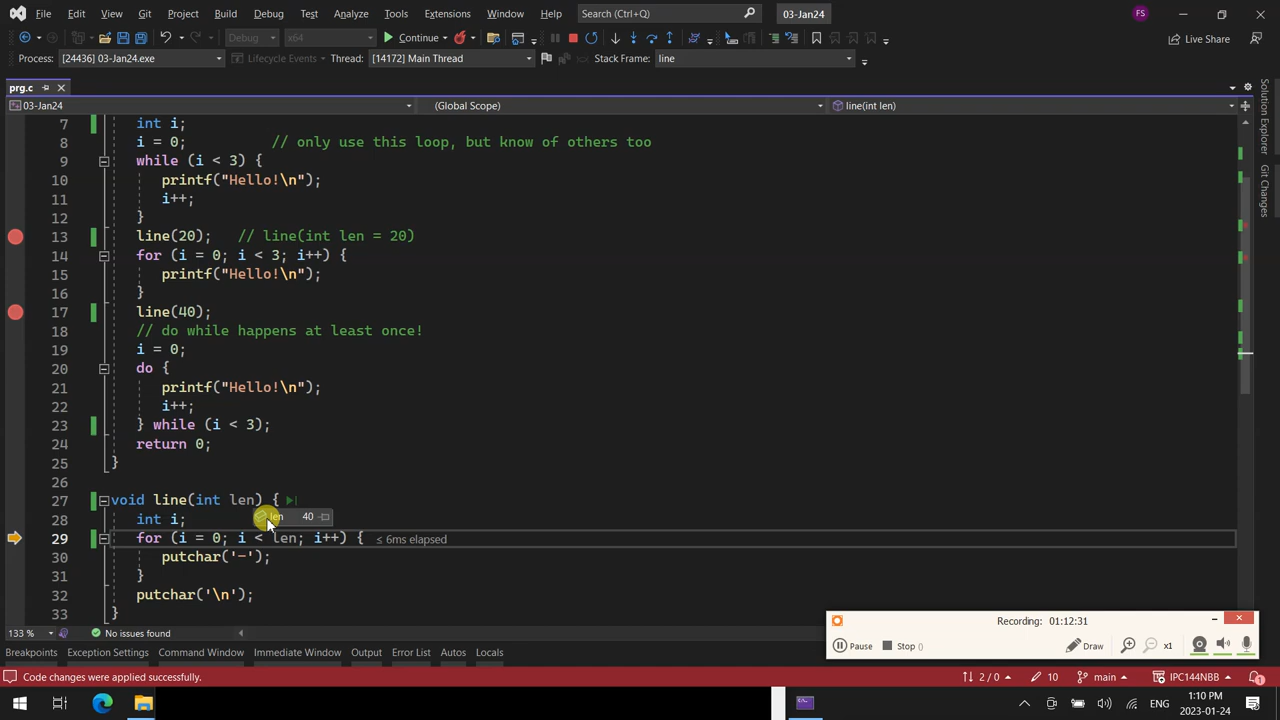 File Edit View Git Project Build Debug Test Analyze Tools Extensions Window Help Search (Ctrl+Q) 03-Jan24 FS
Debug x64 Continue Live Share
Process: [24436] 03-Jan24.exe Lifecycle Events Thread: [14172] Main Thread Stack Frame: line
prg.c
03-Jan24 (Global Scope) line(int len)
7 int i;
8 i = 0; // only use this loop, but know of others too
9 while (i < 3) {
10 printf("Hello!\n");
11 i++;
12 }
13 line(20); // line(int len = 20)
14 for (i = 0; i < 3; i++) {
15 printf("Hello!\n");
16 }
17 line(40);
18 // do while happens at least once!
19 i = 0;
20 do {
21 printf("Hello!\n");
22 i++;
23 } while (i < 3);
24 return 0;
25 }
26
27 void line(int len) {
28 int i;
len 40
29 for (i = 0; i < len; i++) { ≤ 6ms elapsed
30 putchar('-');
31 }
32 putchar('\n');
33 }
Solution Explorer
Git Changes
133 % No issues found
Recording: 01:12:31
Pause Stop () Draw x1
Breakpoints Exception Settings Command Window Immediate Window Output Error List Autos Locals
Code changes were applied successfully. 2 / 0 10 main IPC144NBB 1
ENG 1:10 PM
2023-01-24